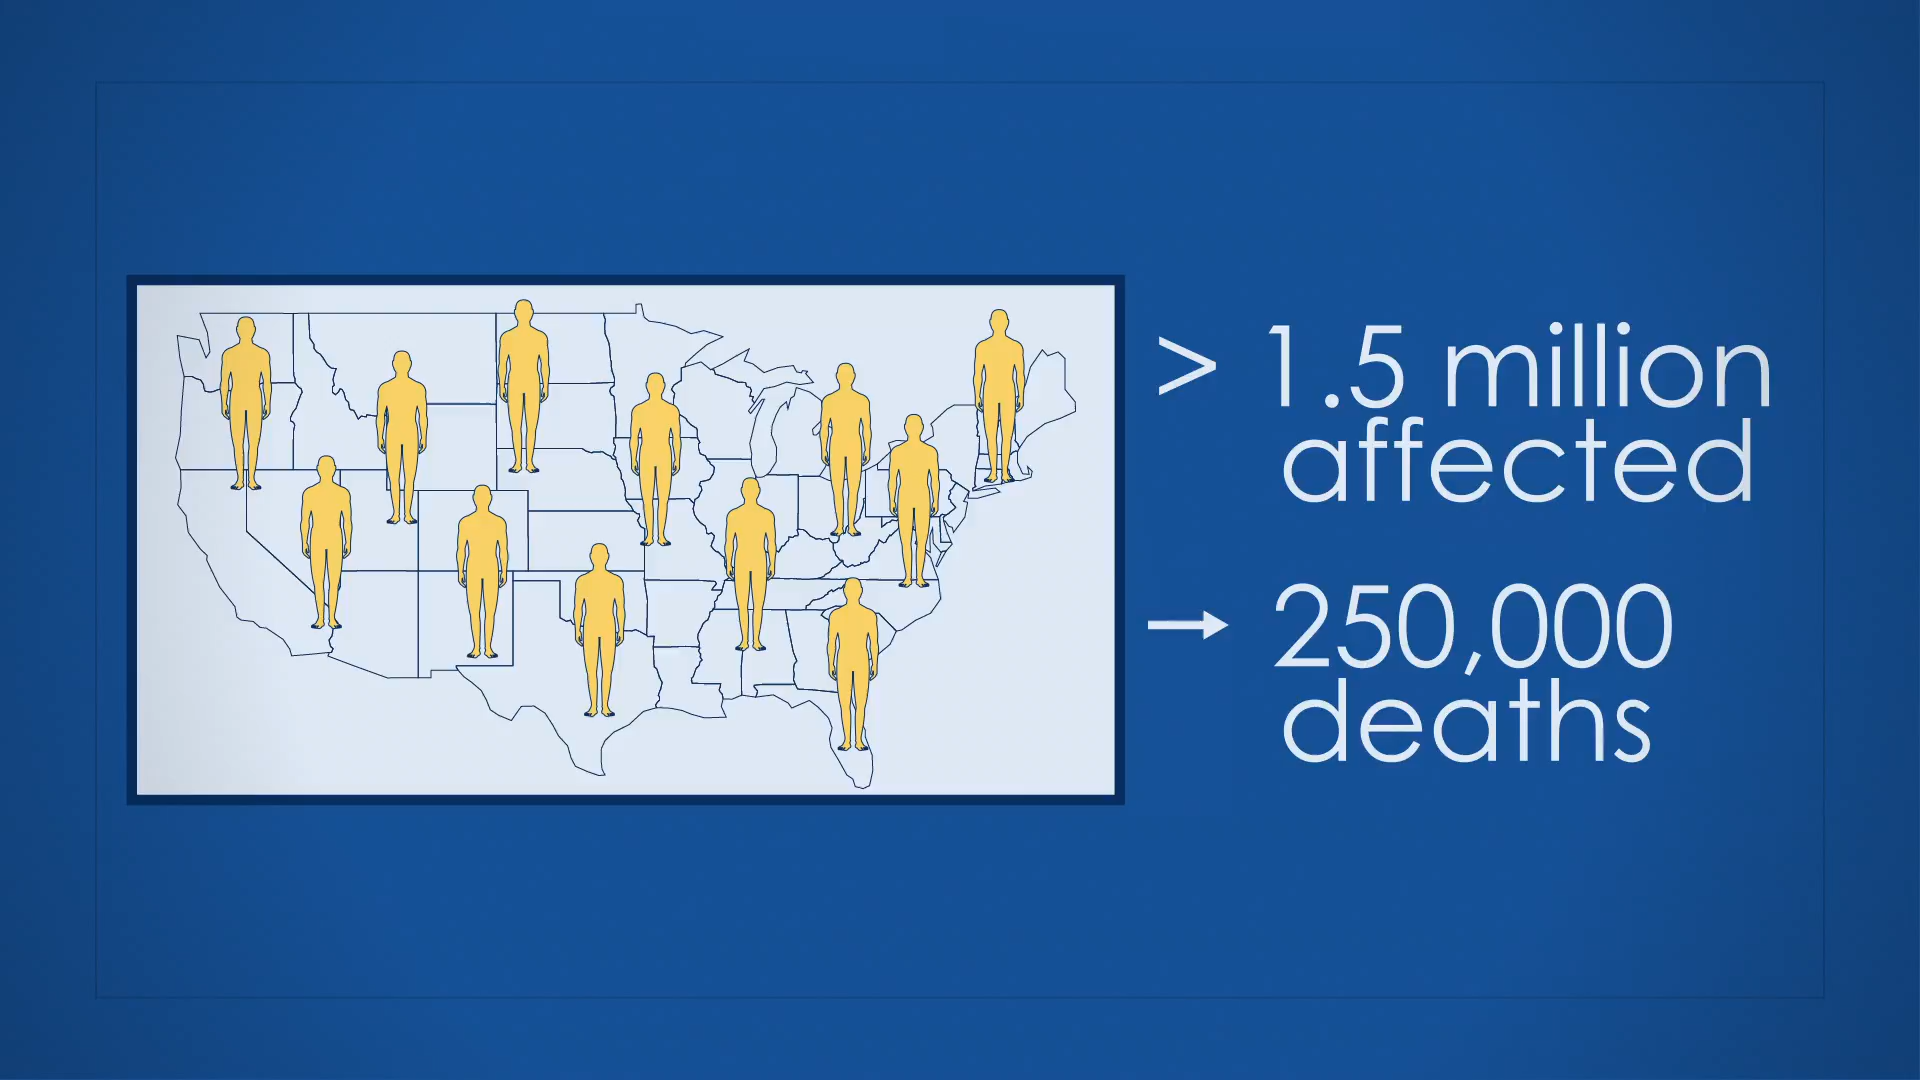 > 1.5 million
affected
→ 250,000
deaths